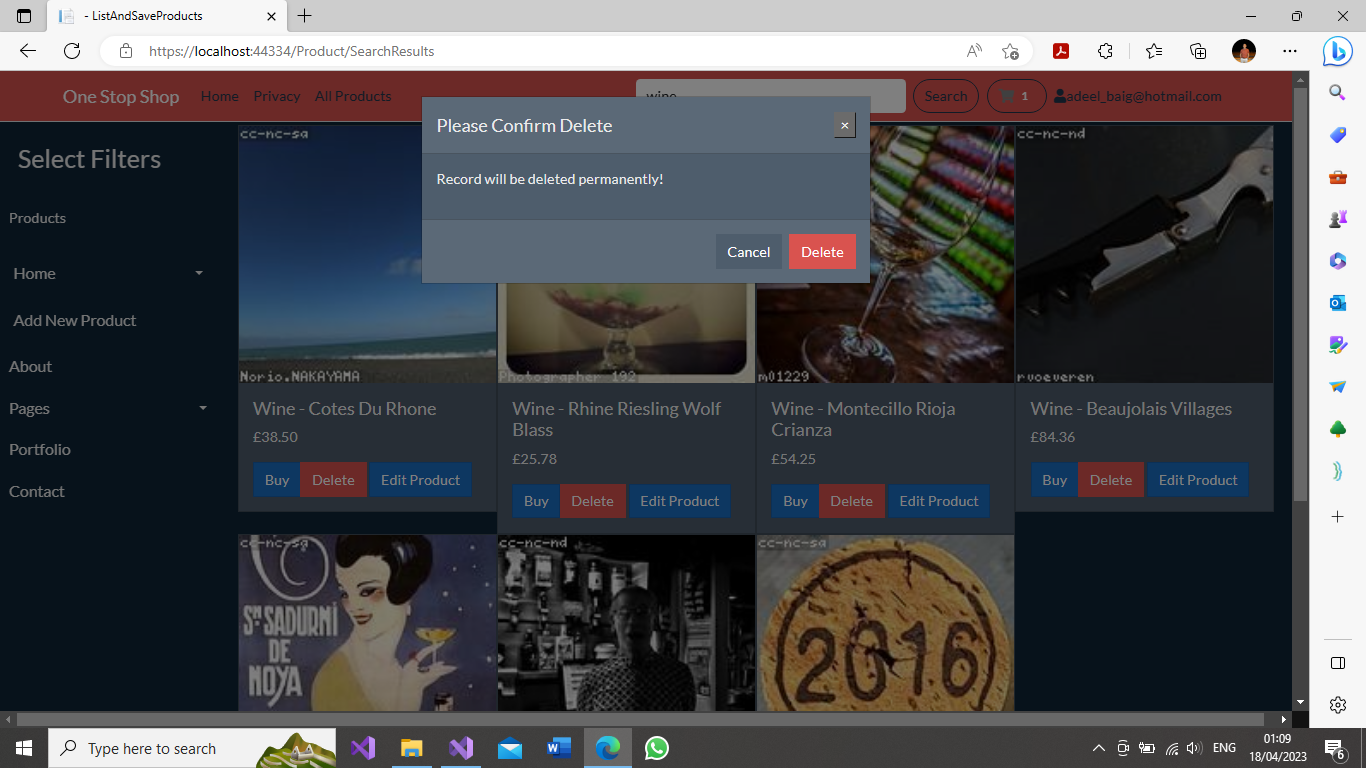 - ListAndSaveProducts
https://localhost:44334/Product/SearchResults
One Stop Shop
Home
Privacy
All Products
wine
Search
1
adeel_baig@hotmail.com
Please Confirm Delete
×
Record will be deleted permanently!
Cancel
Delete
Select Filters
Products
Home
Add New Product
About
Pages
Portfolio
Contact
cc-nc-sa
Norio.NAKAYAMA
Wine - Cotes Du Rhone
£38.50
Buy
Delete
Edit Product
Photographer 192
Wine - Rhine Riesling Wolf
Blass
£25.78
Buy
Delete
Edit Product
m01229
Wine - Montecillo Rioja
Crianza
£54.25
Buy
Delete
Edit Product
cc-nc-nd
rvoeveren
Wine - Beaujolais Villages
£84.36
Buy
Delete
Edit Product
cc-nc-sa
SN SADURNI
DE
NOYA
cc-nc-nd
cc-nc-sa
2016
Type here to search
ENG
01:09
18/04/2023
6